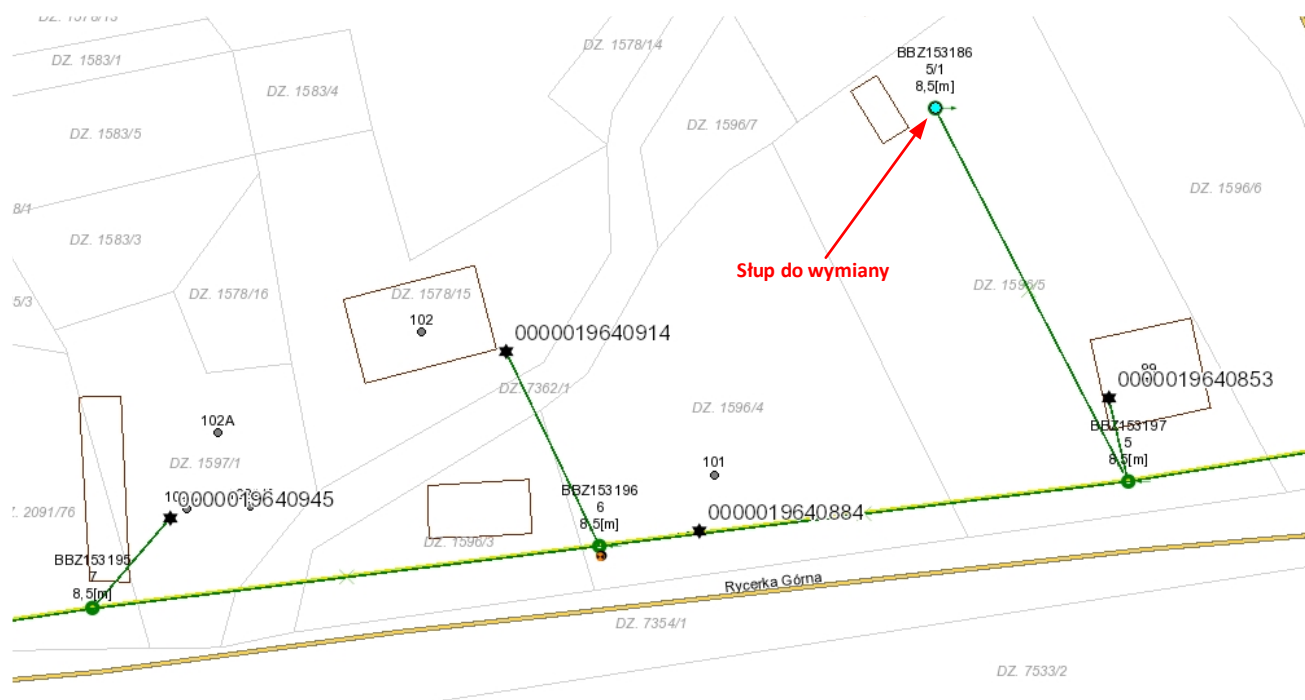 DZ. 1578/13
DZ. 1583/1
DZ. 1578/14
BBZ153186
5/1
8,5[m]
DZ. 1583/4
DZ. 1583/5
DZ. 1596/7
DZ. 1596/6
8/1
DZ. 1583/3
Słup do wymiany
DZ. 1578/16
DZ. 1578/15
DZ. 1596/5
5/3
102
0000019640914
0000019640853
DZ. 7362/1
DZ. 1596/4
102A
BBZ153197
5
8,5[m]
DZ. 1597/1
101
0000019640945
BBZ153196
6
8,5[m]
0000019640884
Z. 2091/76
DZ. 1596/3
BBZ153195
7
8,5[m]
Rycerka Górna
DZ. 7354/1
DZ. 7533/2